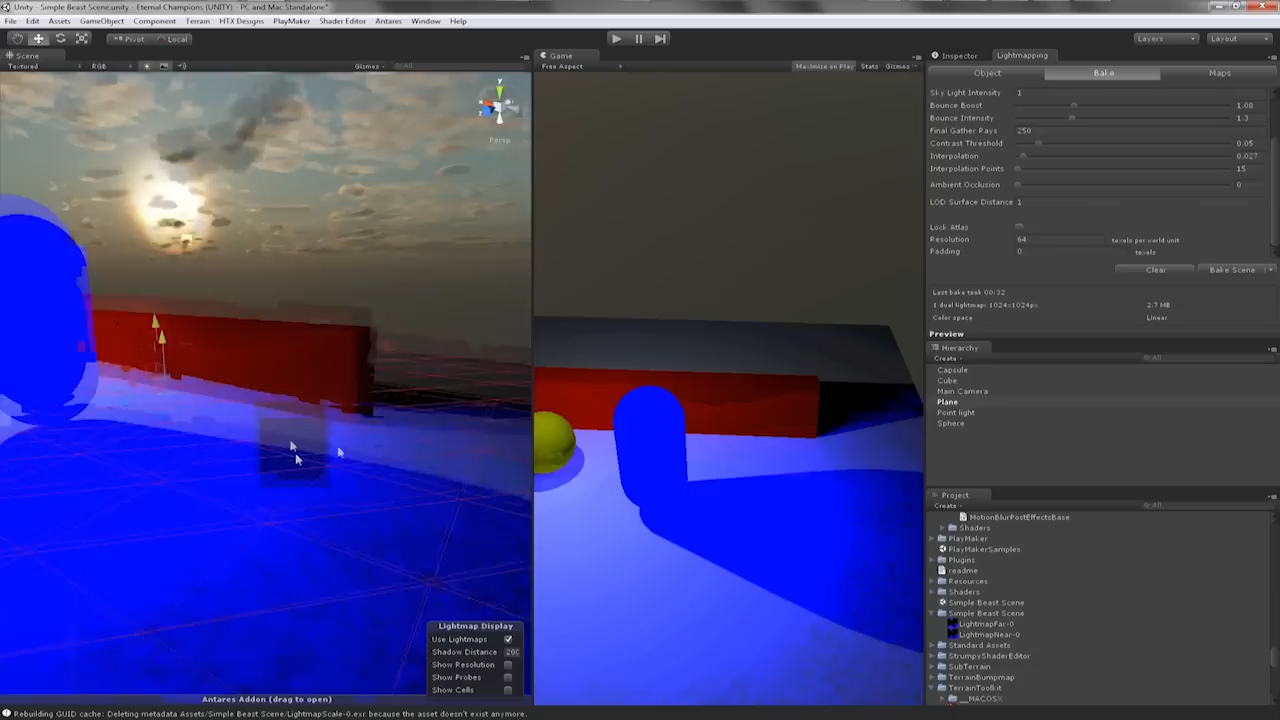 Unity - Simple Beast Scene.unity - Eternal Champions (UNITY) - PC and Mac Standalone*
File Edit Assets GameObject Component Terrain HTX Designs PlayMaker Shader Editor Antares Window Help
Pivot Local Layers Layout
Scene
Textured RGB Gizmos All
Game
Free Aspect Maximize on Play Stats Gizmos
Inspector Lightmapping
Object Bake Maps
Sky Light Intensity 1
Bounce Boost 1.08
Bounce Intensity 1.3
Final Gather Rays 250
Contrast Threshold 0.05
Interpolation 0.027
Interpolation Points 15
Ambient Occlusion 0
LOD Surface Distance 1
Lock Atlas
Resolution 64 texels per world unit
Padding 0 texels
Clear Bake Scene
Last bake took 00:32
1 dual lightmap: 1024x1024px 2.7 MB
Color space Linear
Preview
Hierarchy
Create All
Capsule
Cube
Main Camera
Plane
Point light
Sphere
Project
Create All
MotionBlurPostEffectsBase
Shaders
PlayMaker
PlayMakerSamples
Plugins
readme
Resources
Shaders
Simple Beast Scene
Simple Beast Scene
LightmapFar-0
LightmapNear-0
Standard Assets
StrumpyShaderEditor
SubTerrain
TerrainBumpmap
TerrainToolkit
__MACOSX
y
Persp
Lightmap Display
Use Lightmaps
Shadow Distance 200
Show Resolution
Show Probes
Show Cells
Antares Addon (drag to open)
Rebuilding GUID cache: Deleting metadata Assets/Simple Beast Scene/LightmapScale-0.exr because the asset doesn't exist anymore.